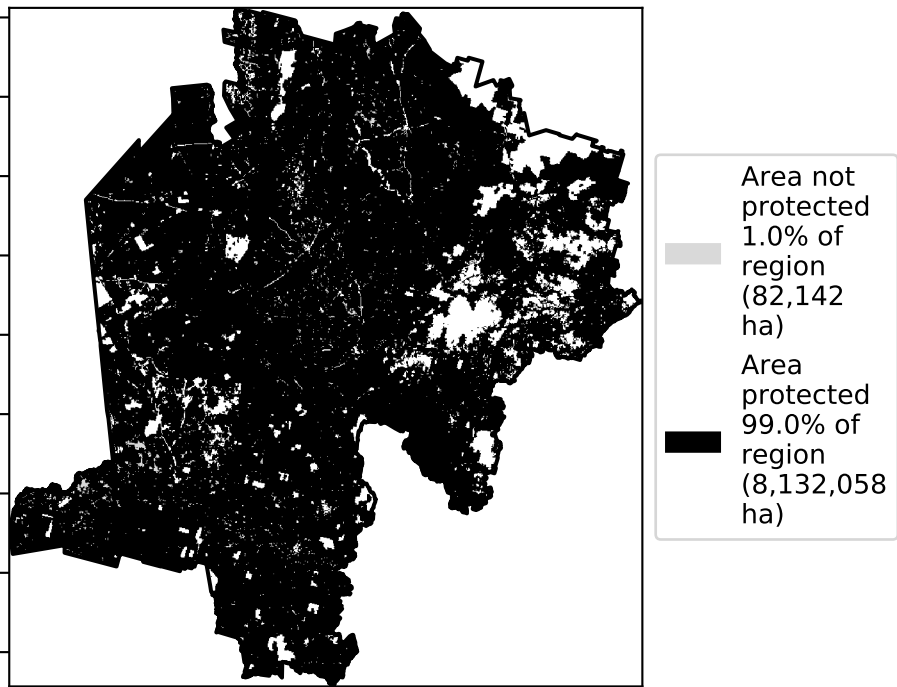 Area not
protected
1.0% of
region
(82,142
ha)
Area
protected
99.0% of
region
(8,132,058
ha)